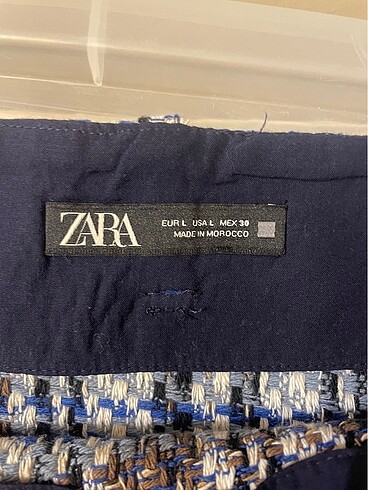 ZARA
EUR L USA L MEX 30
MADE IN MOROCCO